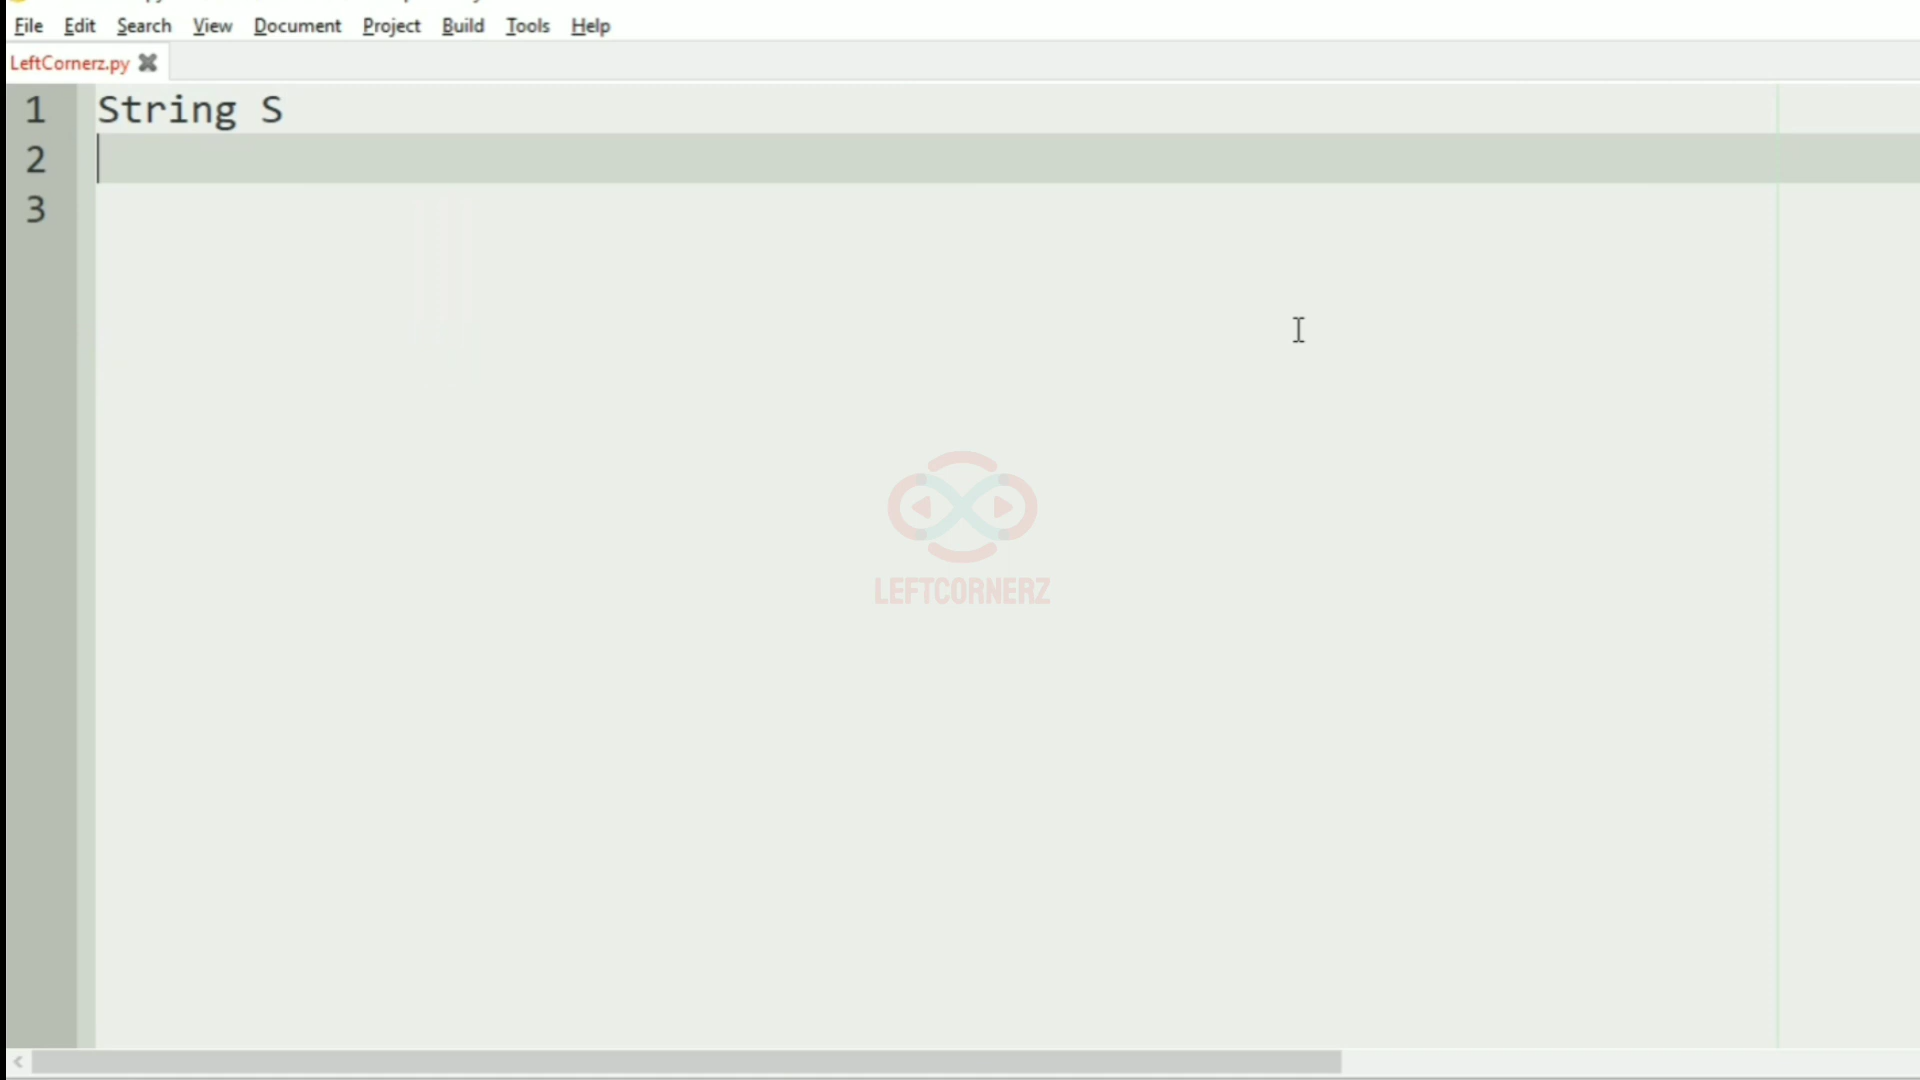 File Edit Search View Document Project Build Tools Help
LeftCornerz.py
1 String S
2
3
LEFTCORNERZ